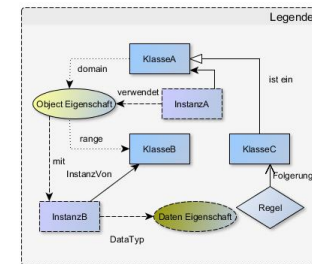 Legende
KlasseA
ist ein
domain
verwendet
Object Eigenschaft
InstanzA
range
KlasseB
KlasseC
mit
InstanzVon
Folgerung
InstanzB
Daten Eigenschaft
Regel
DataTyp